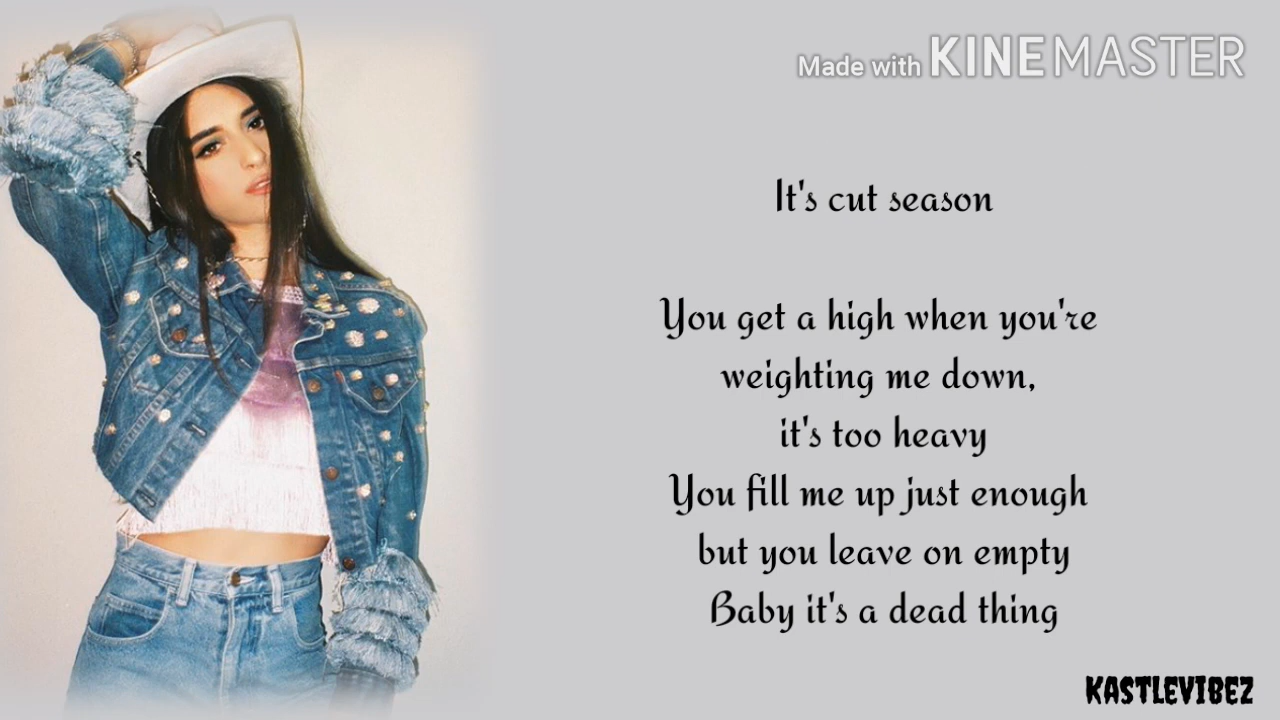 Made with KINEMASTER
It's cut season
You get a high when you're
weighting me down,
it's too heavy
You fill me up just enough
but you leave on empty
Baby it's a dead thing
KASTLEVIBEZ